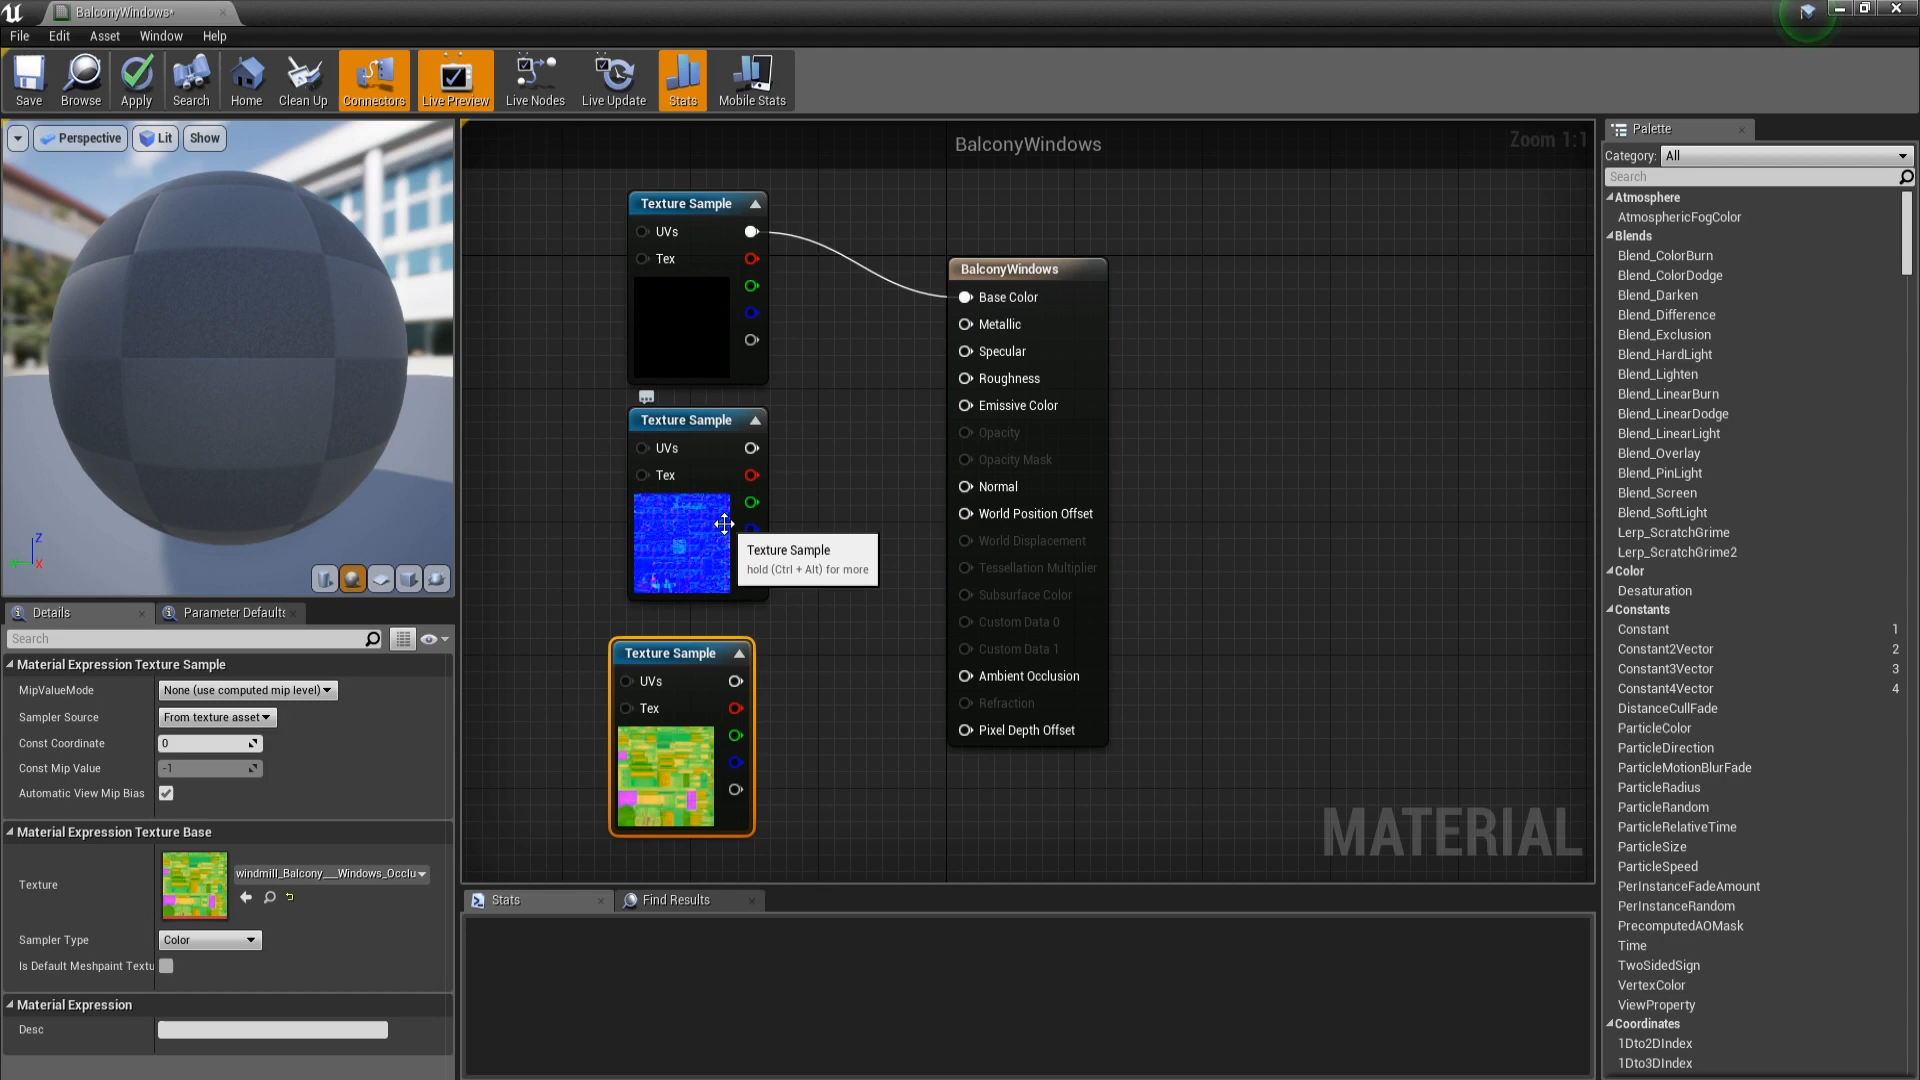 BalconyWindows*
File Edit Asset Window Help
Save Browse Apply Search Home Clean Up Connectors Live Preview Live Nodes Live Update Stats Mobile Stats
Perspective Lit Show
Z
X
Details Parameter Defaults
Search
Material Expression Texture Sample
MipValueMode None (use computed mip level)
Sampler Source From texture asset
Const Coordinate 0
Const Mip Value -1
Automatic View Mip Bias
Material Expression Texture Base
Texture windmill_Balcony___Windows_Occlu
Sampler Type Color
Is Default Meshpaint Textu
Material Expression
Desc
BalconyWindows
Zoom 1:1
Texture Sample
UVs
Tex
Texture Sample
UVs
Tex
Texture Sample
hold (Ctrl + Alt) for more
Texture Sample
UVs
Tex
BalconyWindows
Base Color
Metallic
Specular
Roughness
Emissive Color
Opacity
Opacity Mask
Normal
World Position Offset
World Displacement
Tessellation Multiplier
Subsurface Color
Custom Data 0
Custom Data 1
Ambient Occlusion
Refraction
Pixel Depth Offset
MATERIAL
Stats Find Results
Palette
Category: All
Search
Atmosphere
AtmosphericFogColor
Blends
Blend_ColorBurn
Blend_ColorDodge
Blend_Darken
Blend_Difference
Blend_Exclusion
Blend_HardLight
Blend_Lighten
Blend_LinearBurn
Blend_LinearDodge
Blend_LinearLight
Blend_Overlay
Blend_PinLight
Blend_Screen
Blend_SoftLight
Lerp_ScratchGrime
Lerp_ScratchGrime2
Color
Desaturation
Constants
Constant 1
Constant2Vector 2
Constant3Vector 3
Constant4Vector 4
DistanceCullFade
ParticleColor
ParticleDirection
ParticleMotionBlurFade
ParticleRadius
ParticleRandom
ParticleRelativeTime
ParticleSize
ParticleSpeed
PerInstanceFadeAmount
PerInstanceRandom
PrecomputedAOMask
Time
TwoSidedSign
VertexColor
ViewProperty
Coordinates
1Dto2DIndex
1Dto3DIndex